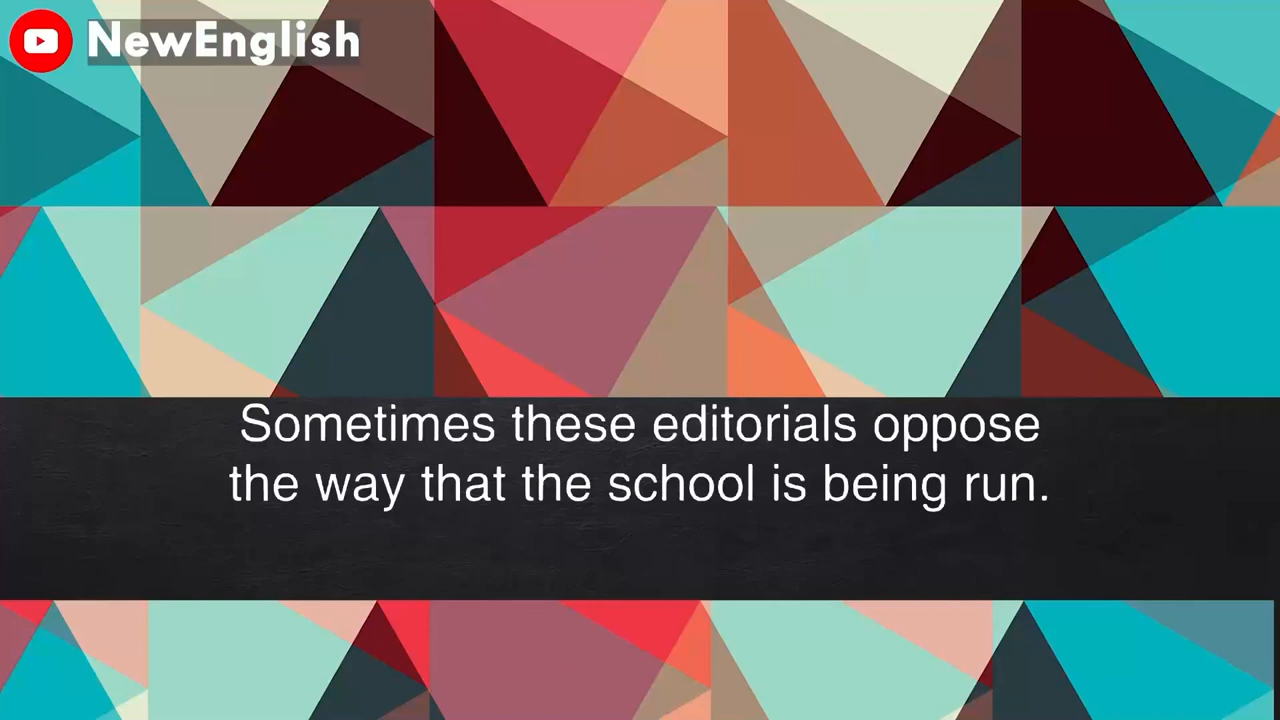 NewEnglish
Sometimes these editorials oppose
the way that the school is being run.